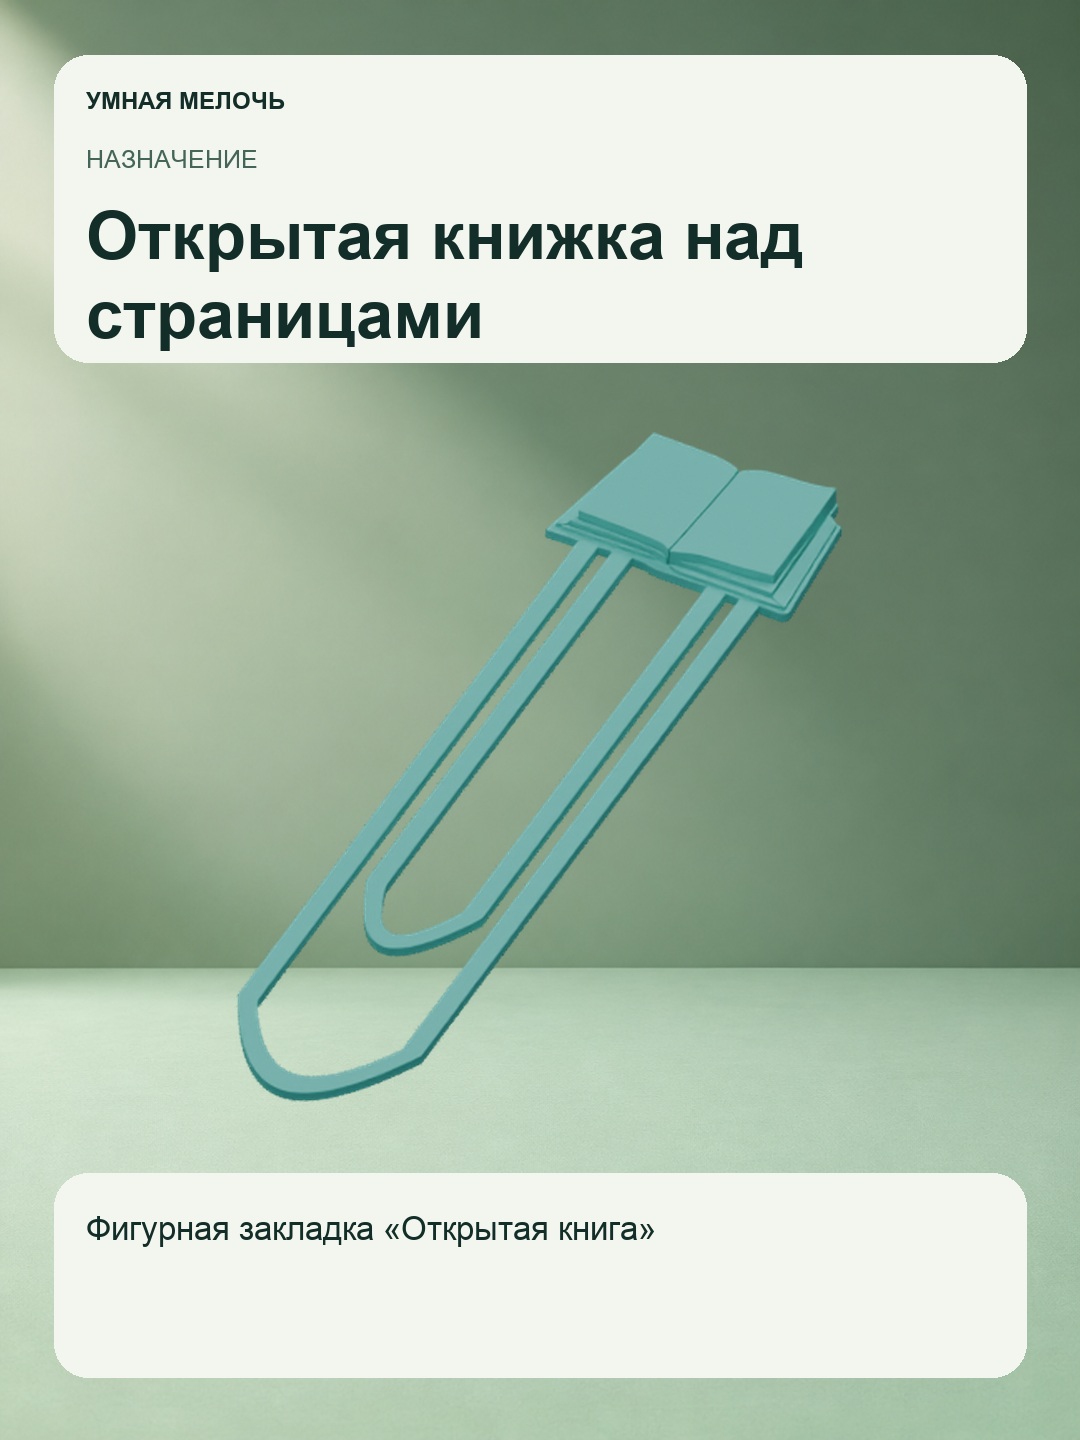 УМНАЯ МЕЛОЧЬ
НАЗНАЧЕНИЕ
Открытая книжка над
страницами
Фигурная закладка «Открытая книга»